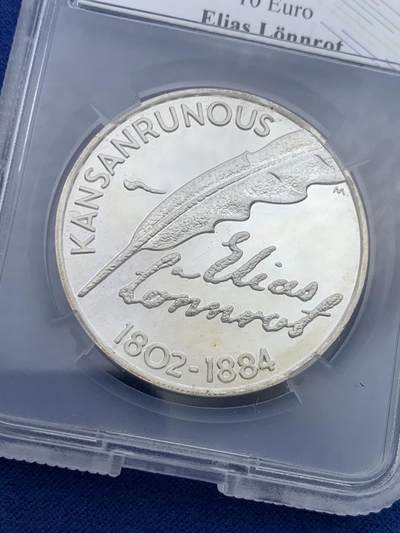 10 Euro
Elias Lönnrot
KANSANRUNOUS
M
Elias
Lönnrot
1802-1884